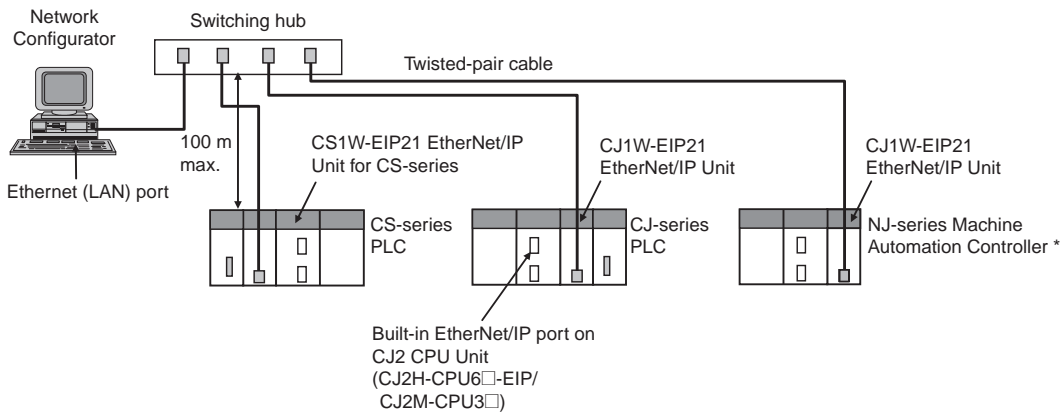 Network
Configurator
Switching hub
Twisted-pair cable
100 m
max.
Ethernet (LAN) port
CS1W-EIP21 EtherNet/IP
Unit for CS-series
CJ1W-EIP21
EtherNet/IP Unit
CJ1W-EIP21
EtherNet/IP Unit
CS-series
PLC
CJ-series
PLC
NJ-series Machine
Automation Controller *
Built-in EtherNet/IP port on
CJ2 CPU Unit
(CJ2H-CPU6□-EIP/
CJ2M-CPU3□)